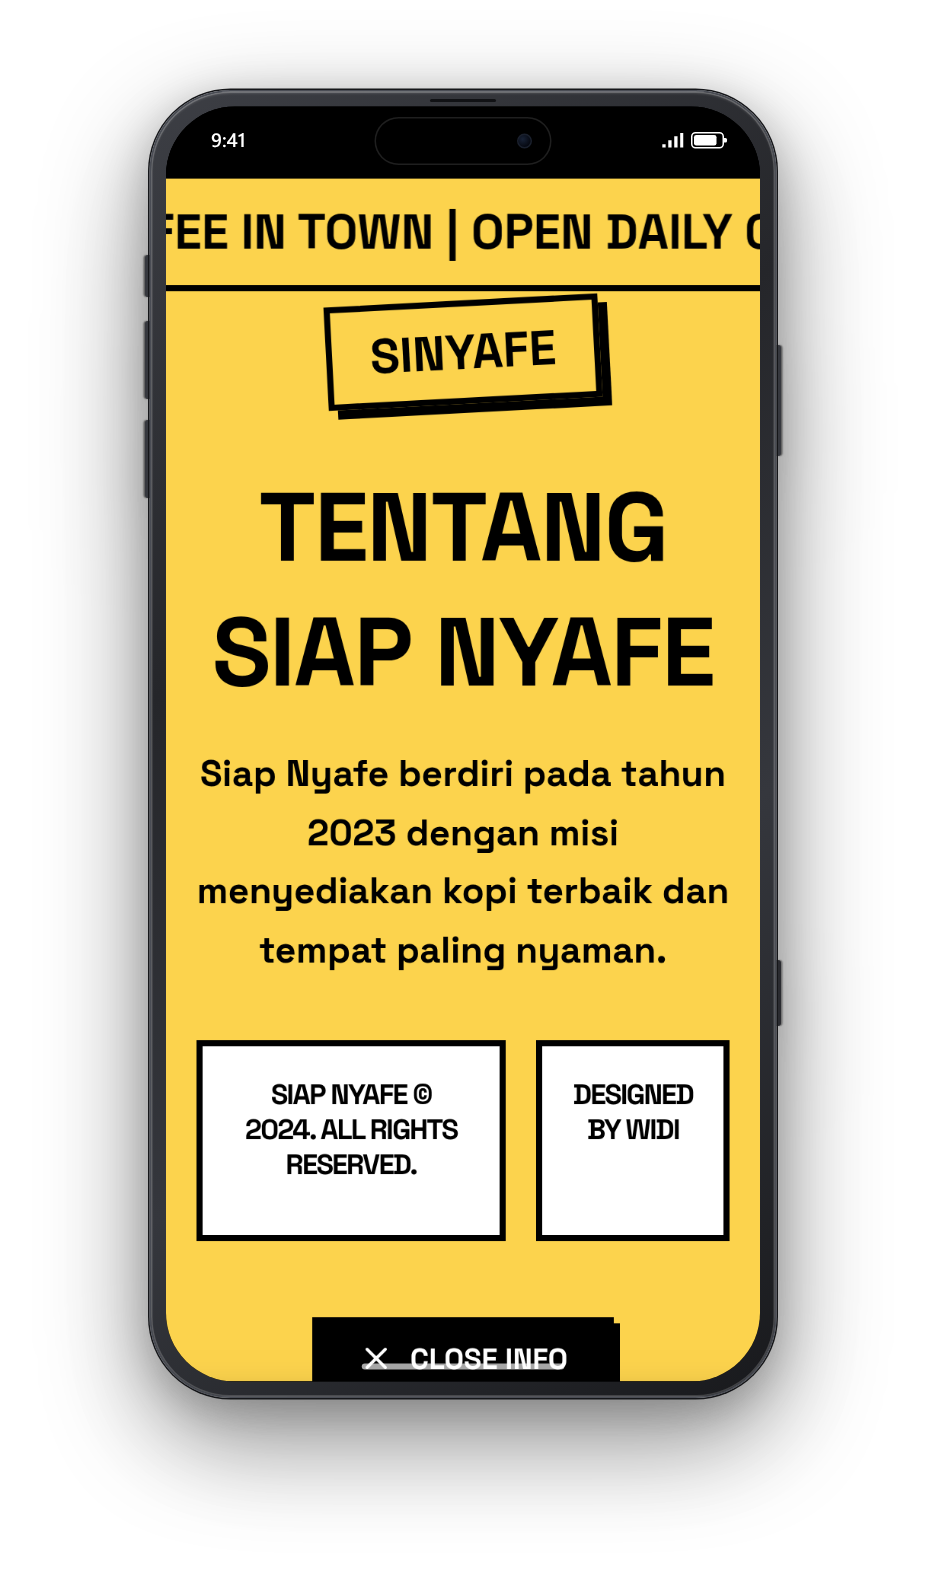 9:41
FEE IN TOWN | OPEN DAILY
SINYAFE
TENTANG
SIAP NYAFE
Siap Nyafe berdiri pada tahun
2023 dengan misi
menyediakan kopi terbaik dan
tempat paling nyaman.
SIAP NYAFE ©
2024. ALL RIGHTS
RESERVED.
DESIGNED
BY WIDI
CLOSE INFO